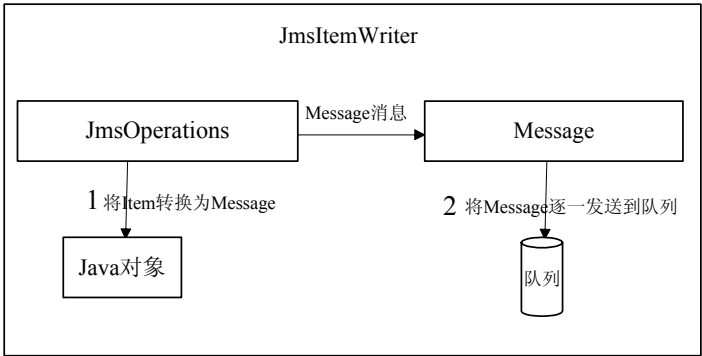 JmsItemWriter
Message消息
JmsOperations
Message
1 将Item转换为Message
2 将Message逐一发送到队列
Java对象
队列